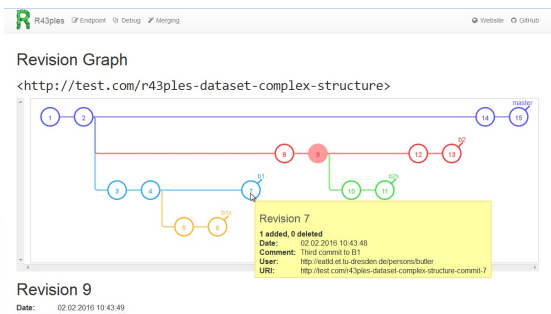 R43ples Endpoint Debug Merging Website GitHub
Revision Graph
<http://test.com/r43ples-dataset-complex-structure>
master
1 2 14 15
b2
8 9 12 13
b1 b2x
3 4 7 10 11
b1x
5 6
Revision 7
1 added, 0 deleted
Date: 02.02.2016 10:43:48
Comment: Third commit to B1
User: http://eatld.et.tu-dresden.de/persons/butler
URI: http://test.com/r43ples-dataset-complex-structure-commit-7
Revision 9
Date: 02.02.2016 10:43:49